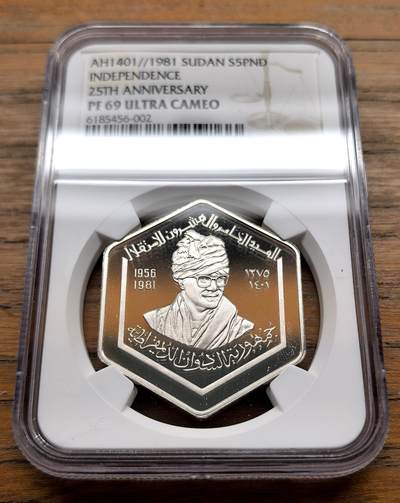 AH1401//1981 SUDAN S5PND
INDEPENDENCE
25TH ANNIVERSARY
PF 69 ULTRA CAMEO
6185456-002
العيد الخامس والعشرون للاستقلال
1956 ١٣٧٥
1981 ١٤٠١
جمهورية السودان الديمقراطية